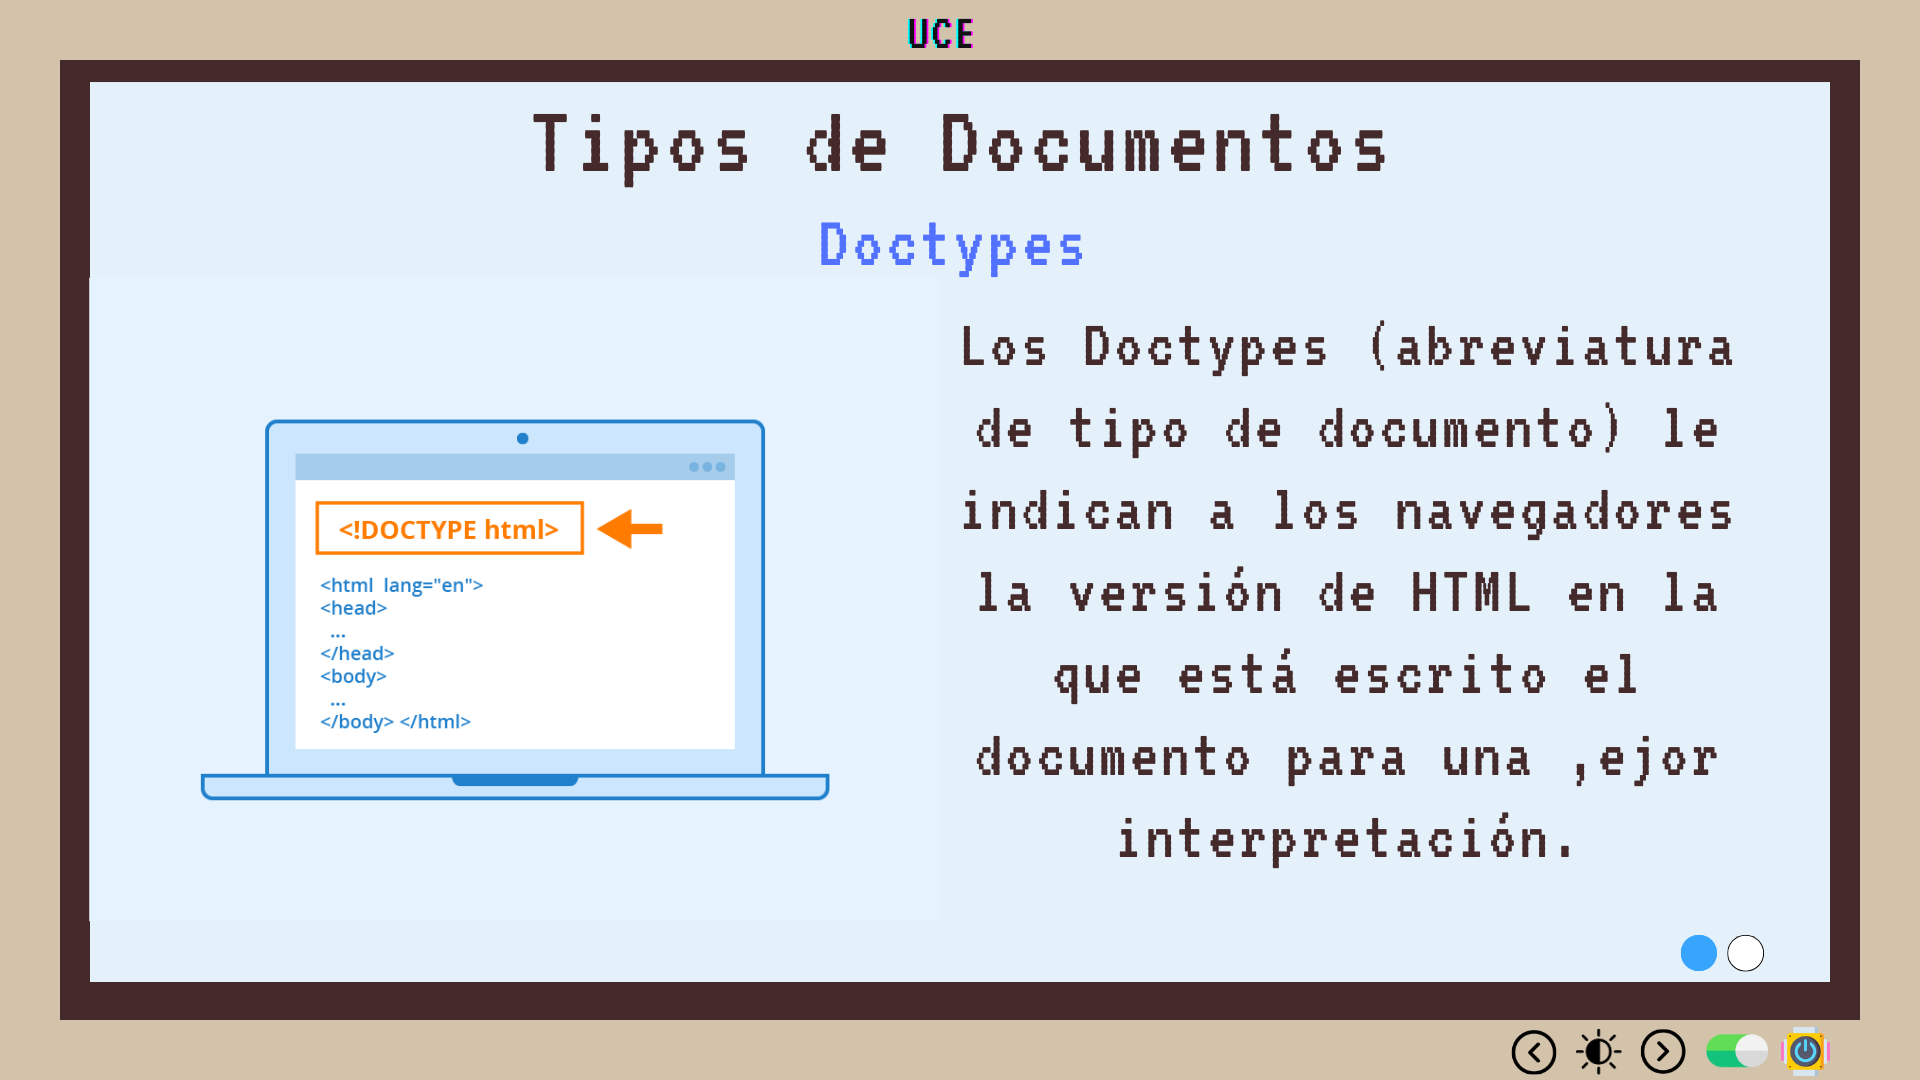 UCE
Tipos de Documentos
Doctypes
<!DOCTYPE html>
<html lang="en">
<head>
...
</head>
<body>
...
</body> </html>
Los Doctypes (abreviatura
de tipo de documento) le
indican a los navegadores
la versión de HTML en la
que está escrito el
documento para una ,ejor
interpretación.